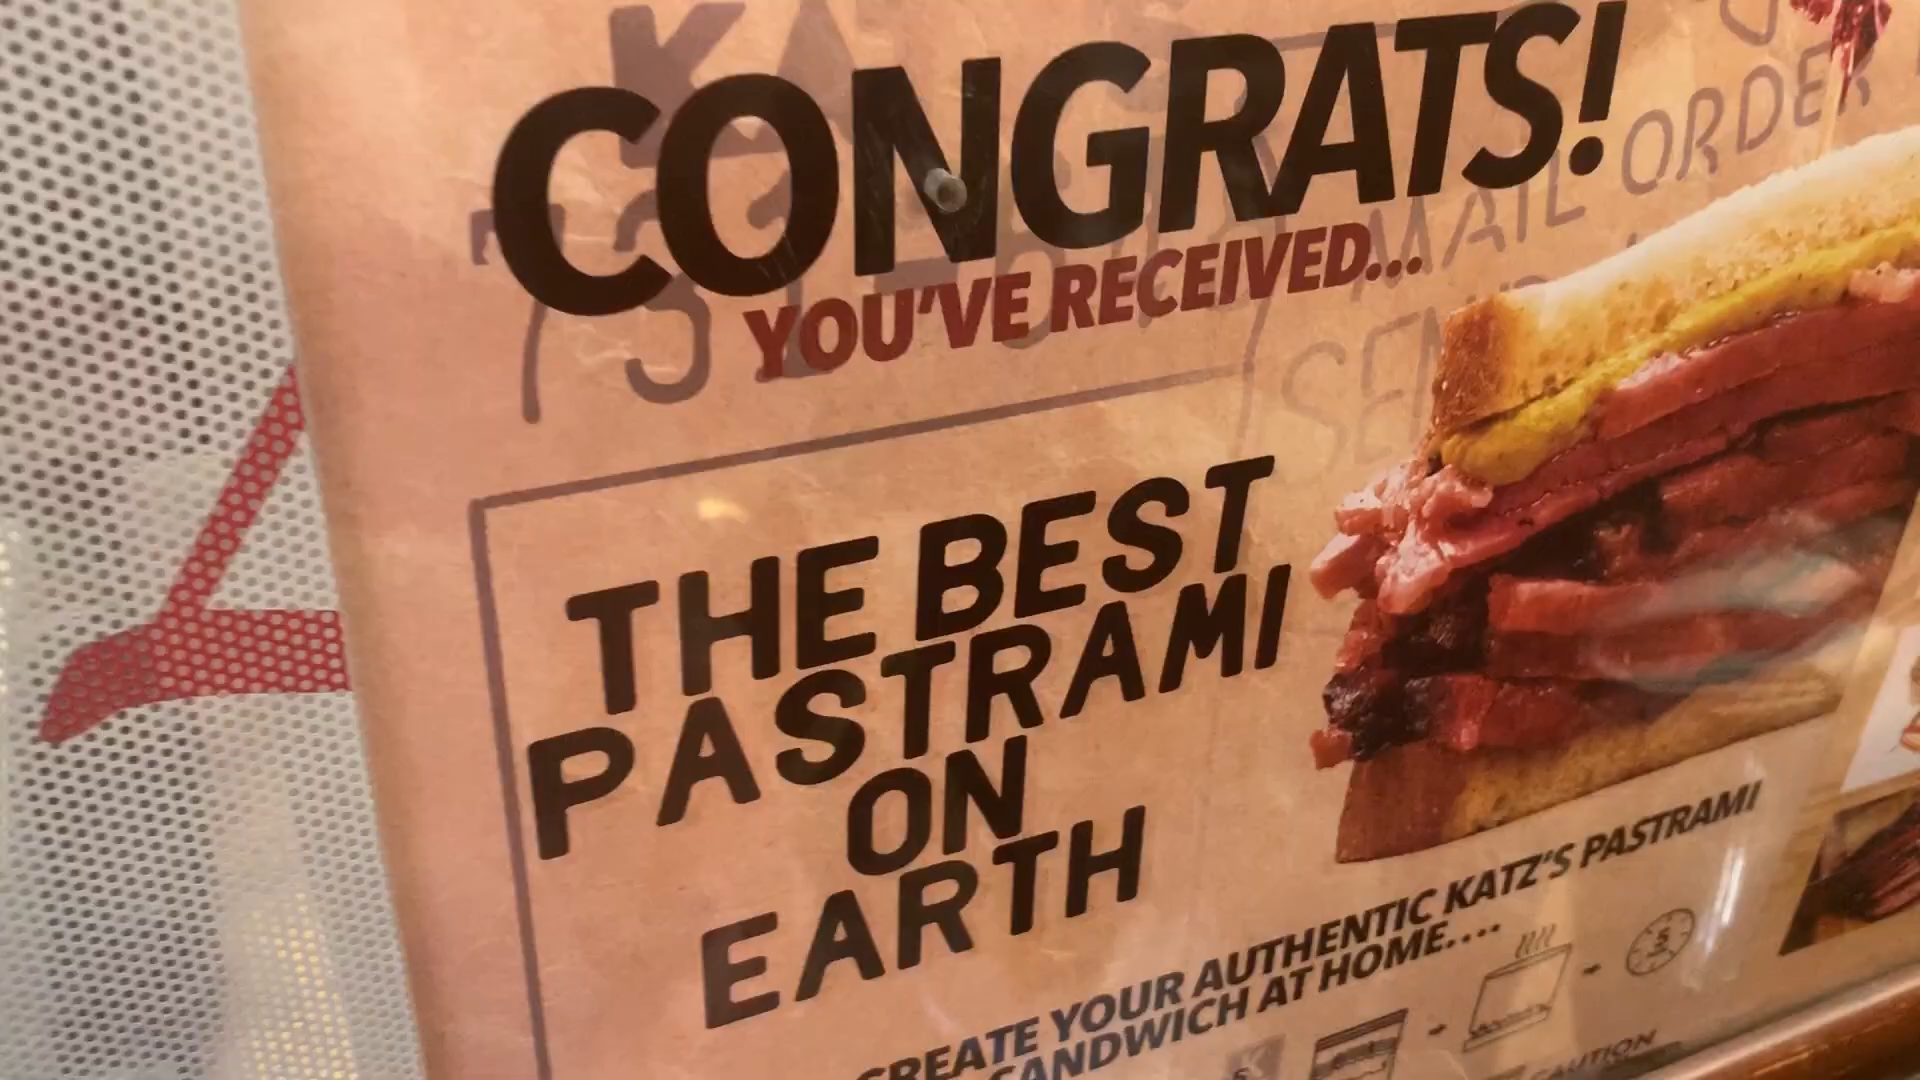 CONGRATS!
YOU'VE RECEIVED...
MAIL ORDER
THE BEST
PASTRAMI
ON
EARTH
CREATE YOUR AUTHENTIC KATZ'S PASTRAMI
SANDWICH AT HOME....
5
CAUTION